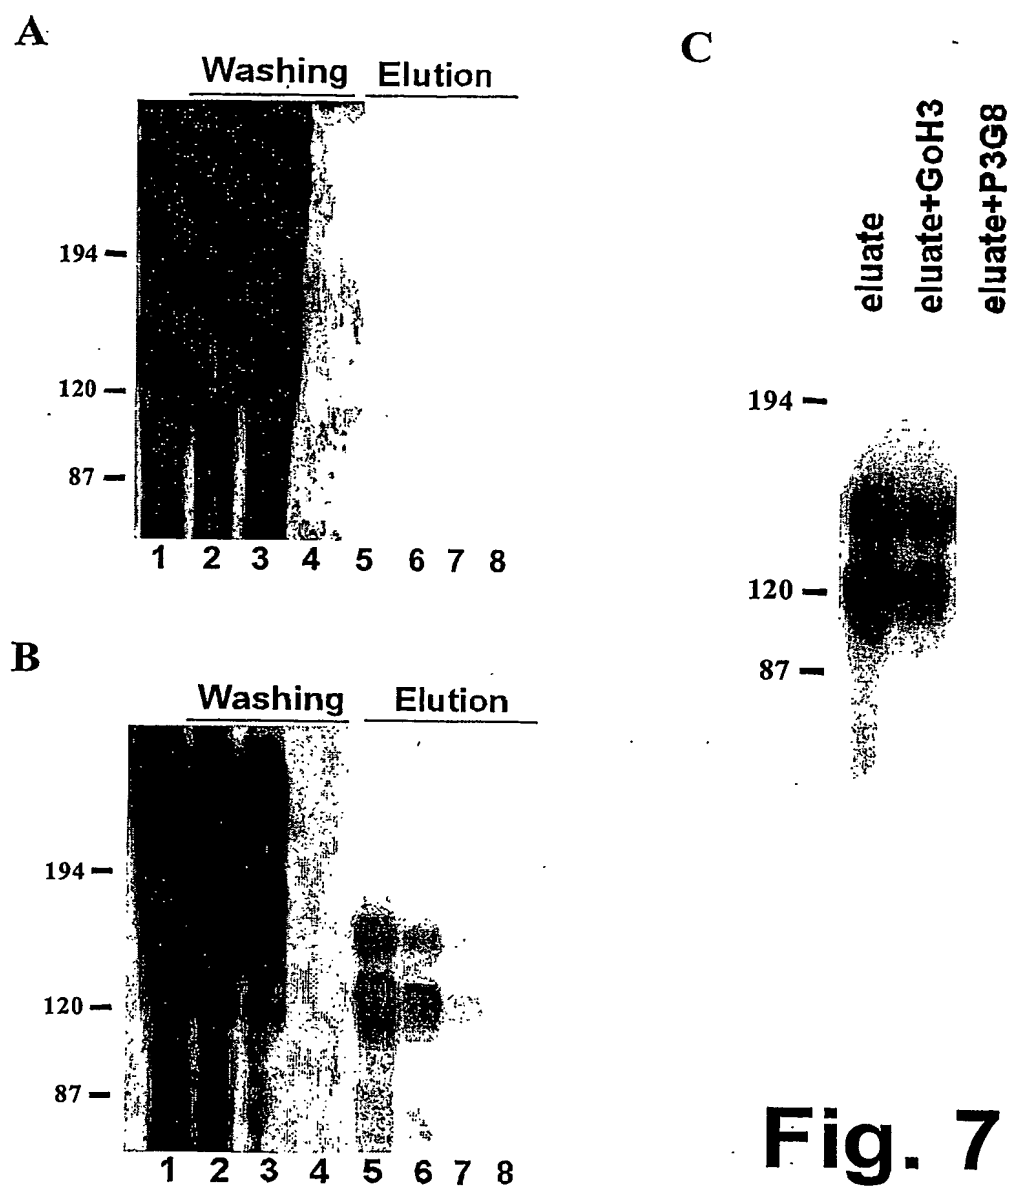 A
Washing Elution
194
120
87
1 2 3 4 5 6 7 8
B
Washing Elution
194
120
87
1 2 3 4 5 6 7 8
C
eluate
eluate+GoH3
eluate+P3G8
194
120
87
Fig. 7